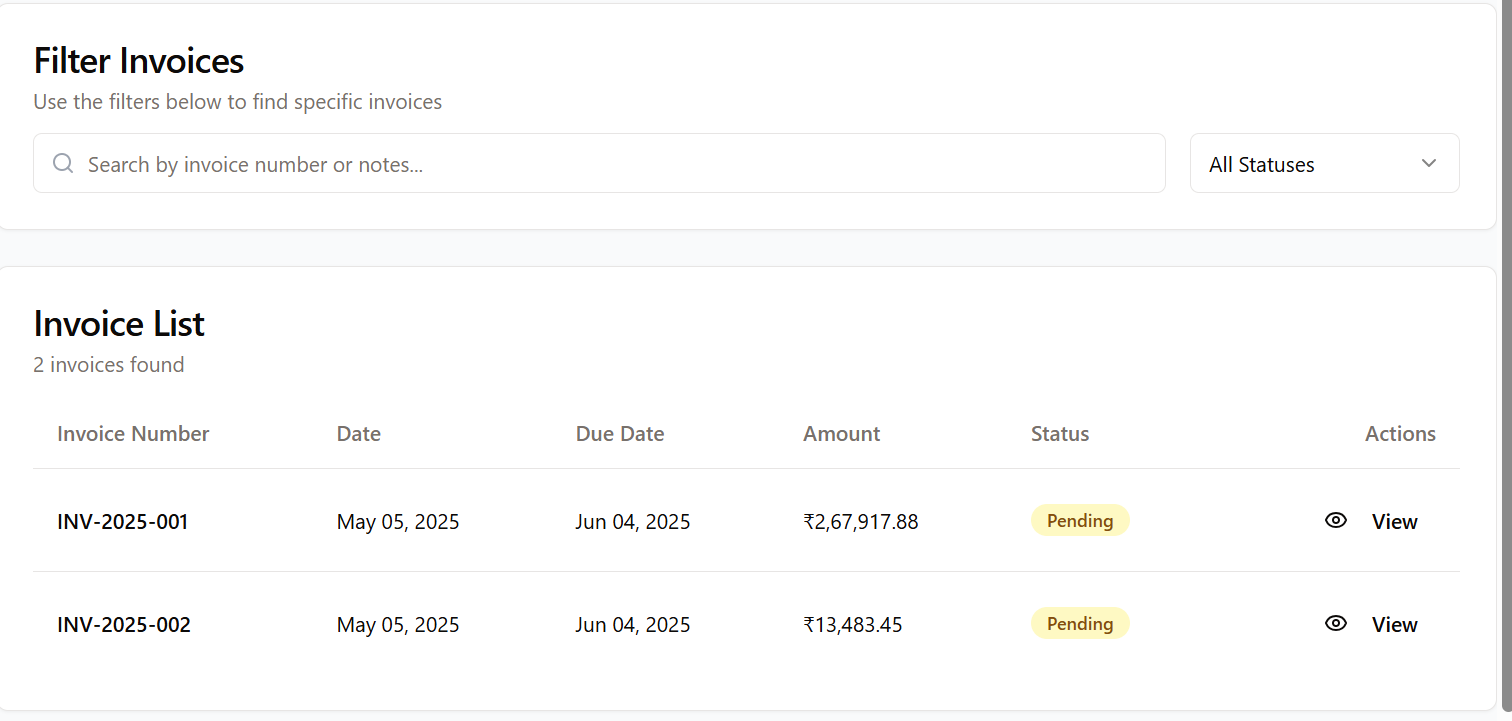 Filter Invoices
Use the filters below to find specific invoices
Search by invoice number or notes...
All Statuses
Invoice List
2 invoices found
Invoice Number Date Due Date Amount Status Actions
INV-2025-001 May 05, 2025 Jun 04, 2025 ₹2,67,917.88 Pending View
INV-2025-002 May 05, 2025 Jun 04, 2025 ₹13,483.45 Pending View